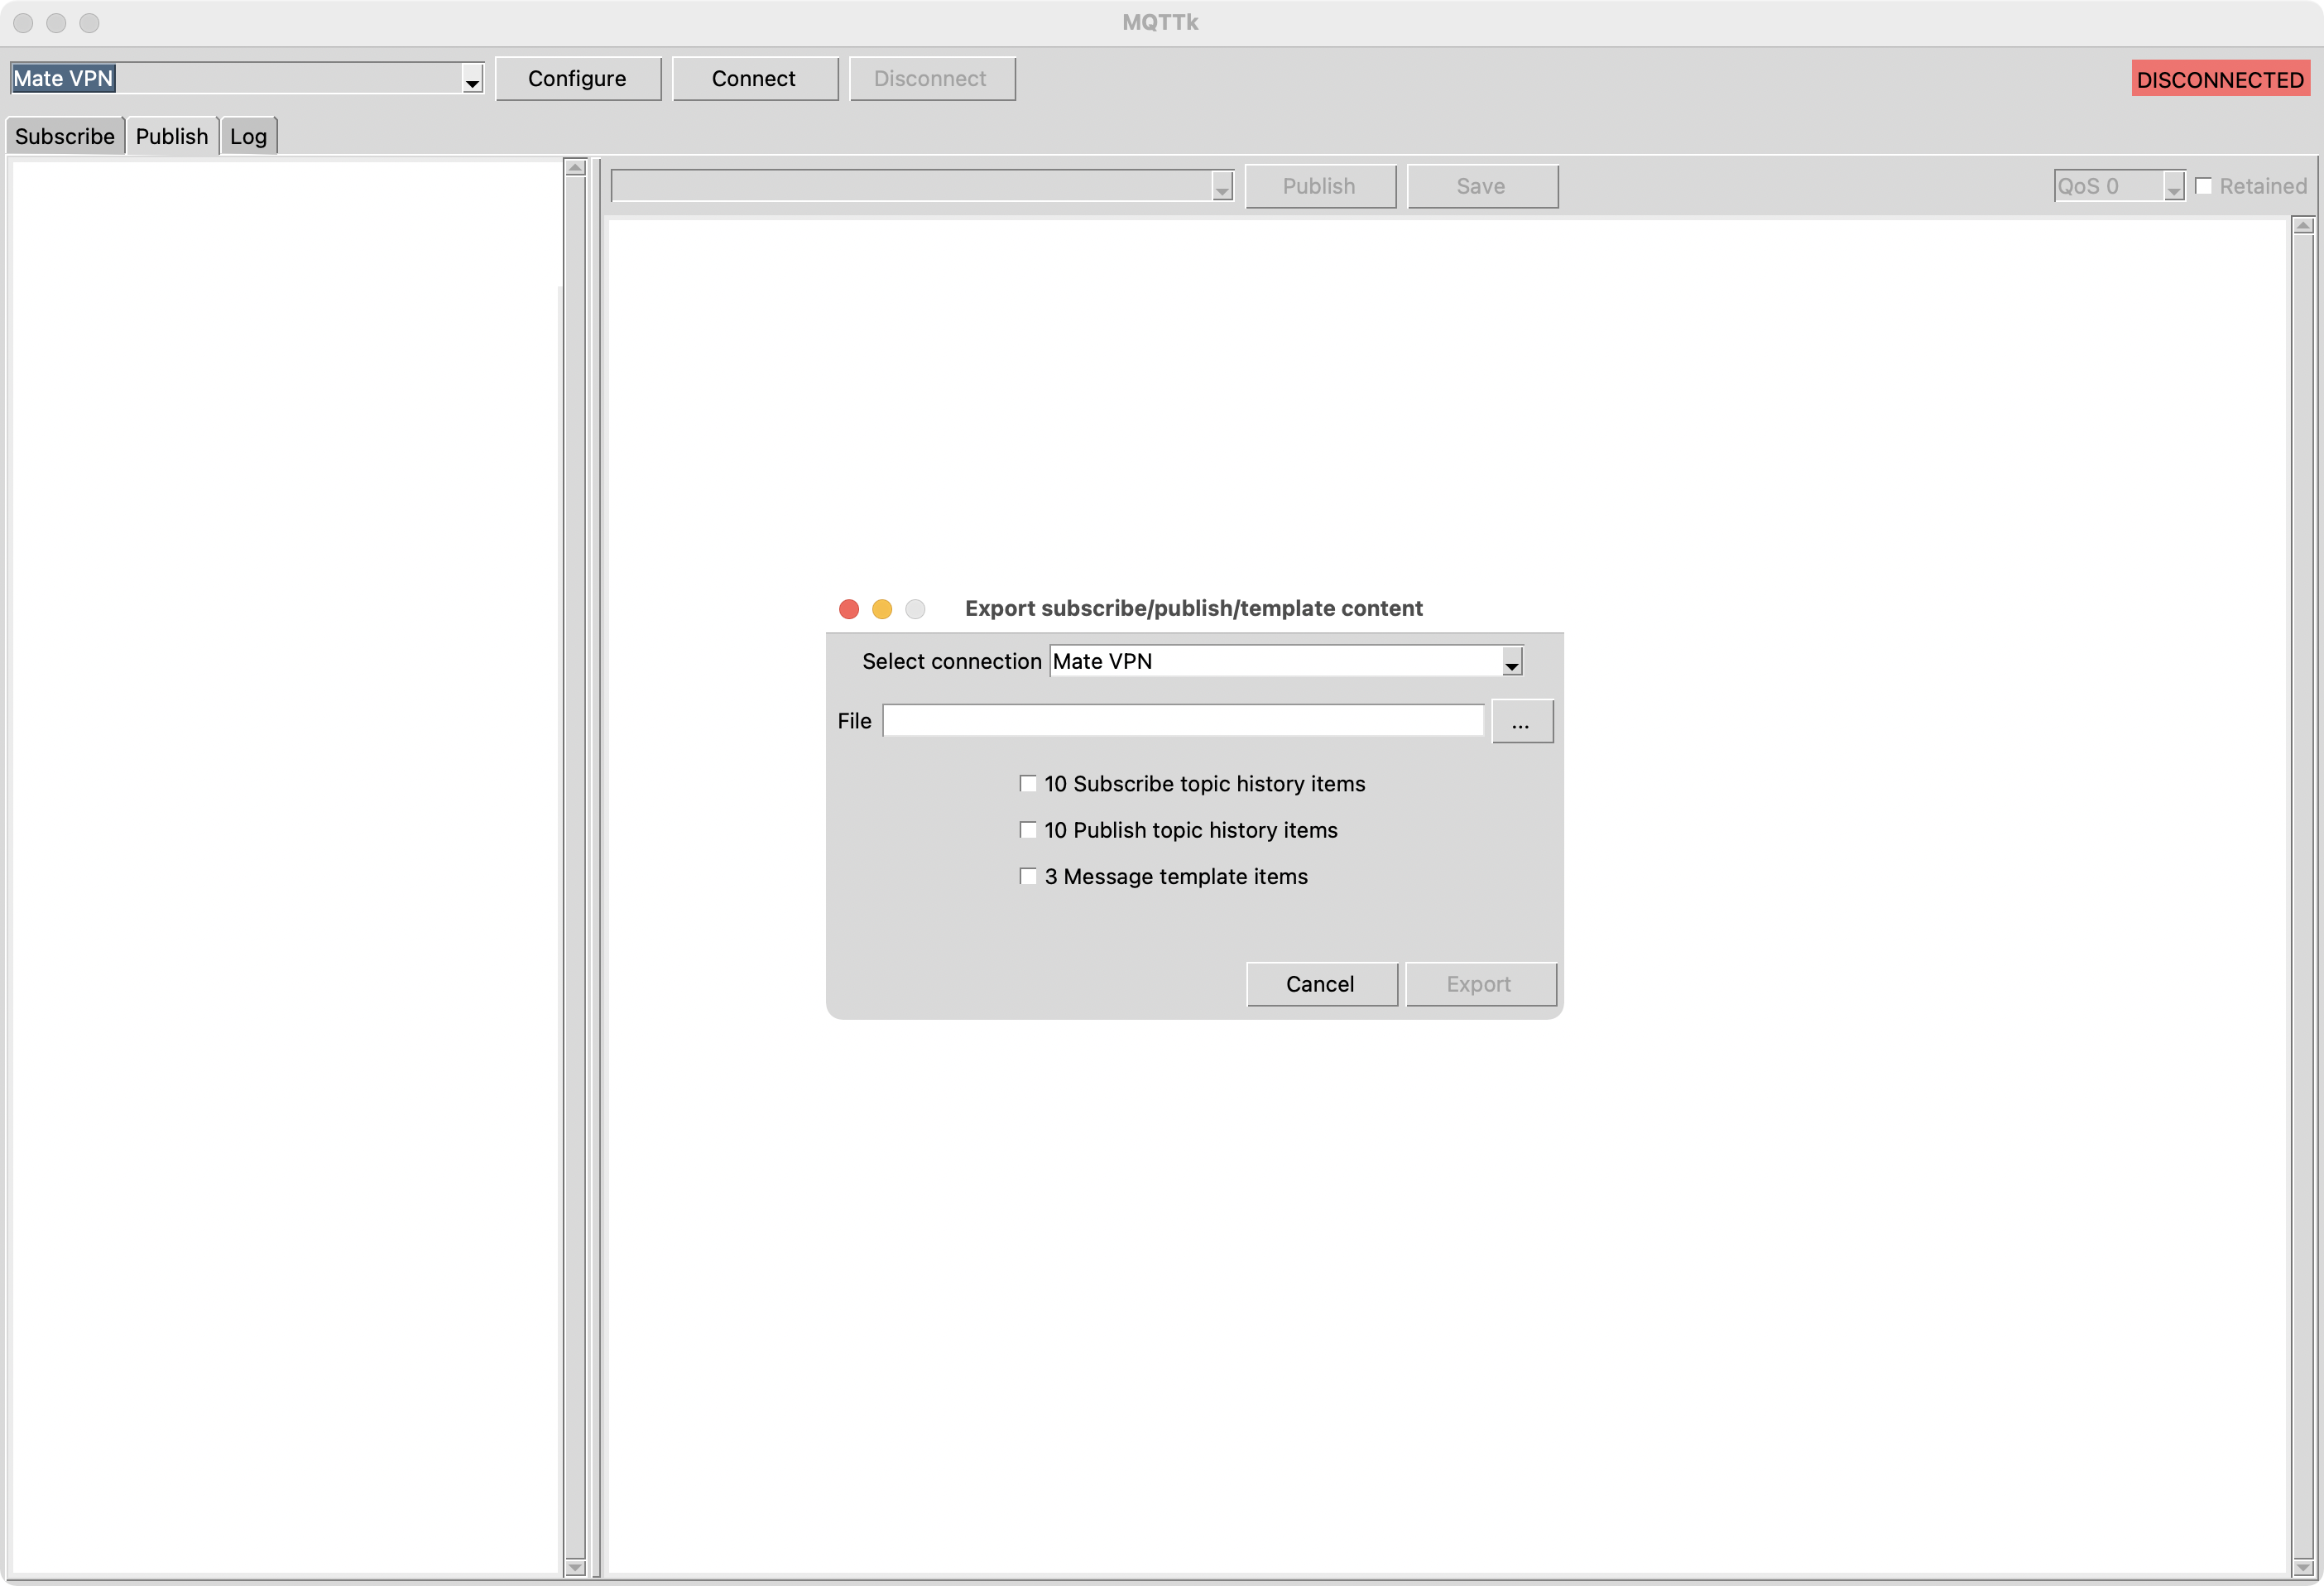 MQTTk
Mate VPN
Configure
Connect
Disconnect
DISCONNECTED
Subscribe
Publish
Log
Publish
Save
QoS 0
Retained
Export subscribe/publish/template content
Select connection
Mate VPN
File
...
10 Subscribe topic history items
10 Publish topic history items
3 Message template items
Cancel
Export